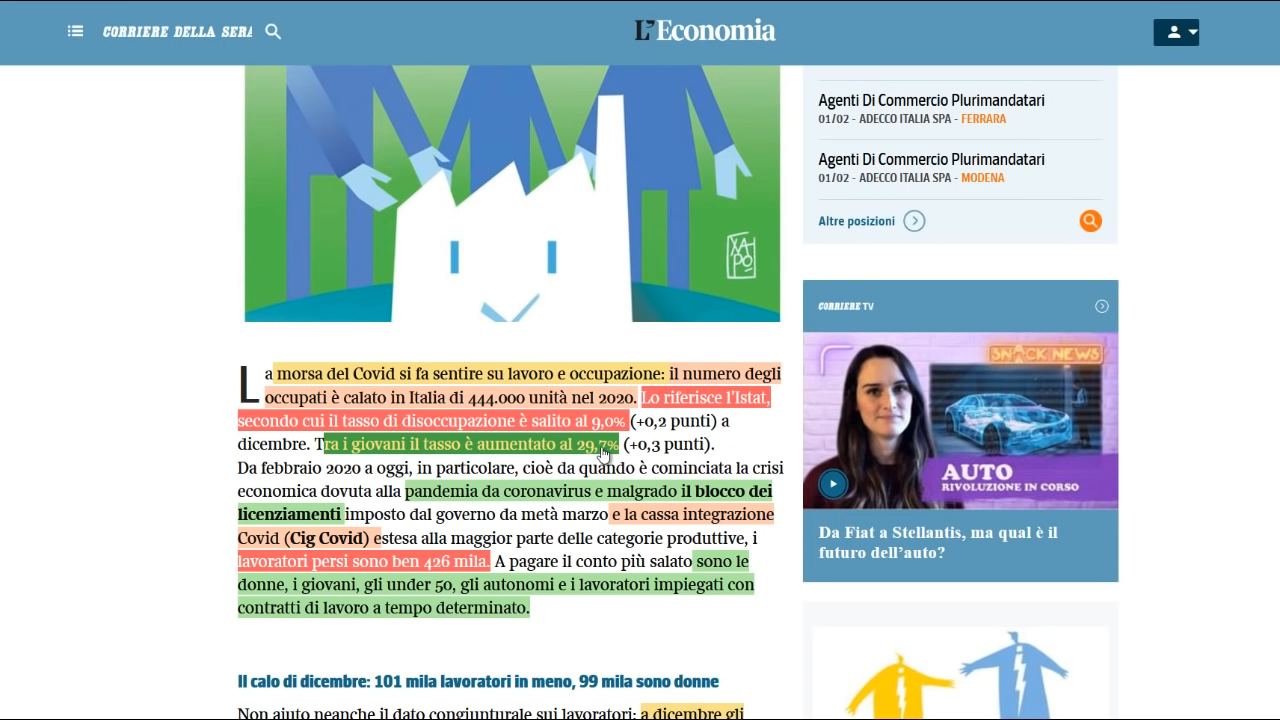 CORRIERE DELLA SERA
L'Economia
Agenti Di Commercio Plurimandatari
01/02 - ADECCO ITALIA SPA - FERRARA
Agenti Di Commercio Plurimandatari
01/02 - ADECCO ITALIA SPA - MODENA
Altre posizioni
XAPO
La morsa del Covid si fa sentire su lavoro e occupazione: il numero degli
occupati è calato in Italia di 444.000 unità nel 2020. Lo riferisce l'Istat,
secondo cui il tasso di disoccupazione è salito al 9,0% (+0,2 punti) a
dicembre. Tra i giovani il tasso è aumentato al 29,7% (+0,3 punti).
Da febbraio 2020 a oggi, in particolare, cioè da quando è cominciata la crisi
economica dovuta alla pandemia da coronavirus e malgrado il blocco dei
licenziamenti imposto dal governo da metà marzo e la cassa integrazione
Covid (Cig Covid) estesa alla maggior parte delle categorie produttive, i
lavoratori persi sono ben 426 mila. A pagare il conto più salato sono le
donne, i giovani, gli under 50, gli autonomi e i lavoratori impiegati con
contratti di lavoro a tempo determinato.
Il calo di dicembre: 101 mila lavoratori in meno, 99 mila sono donne
Non aiuto neanche il dato congiunturale sui lavoratori: a dicembre gli
CORRIERE TV
SNACK NEWS
AUTO
RIVOLUZIONE IN CORSO
Da Fiat a Stellantis, ma qual è il
futuro dell'auto?